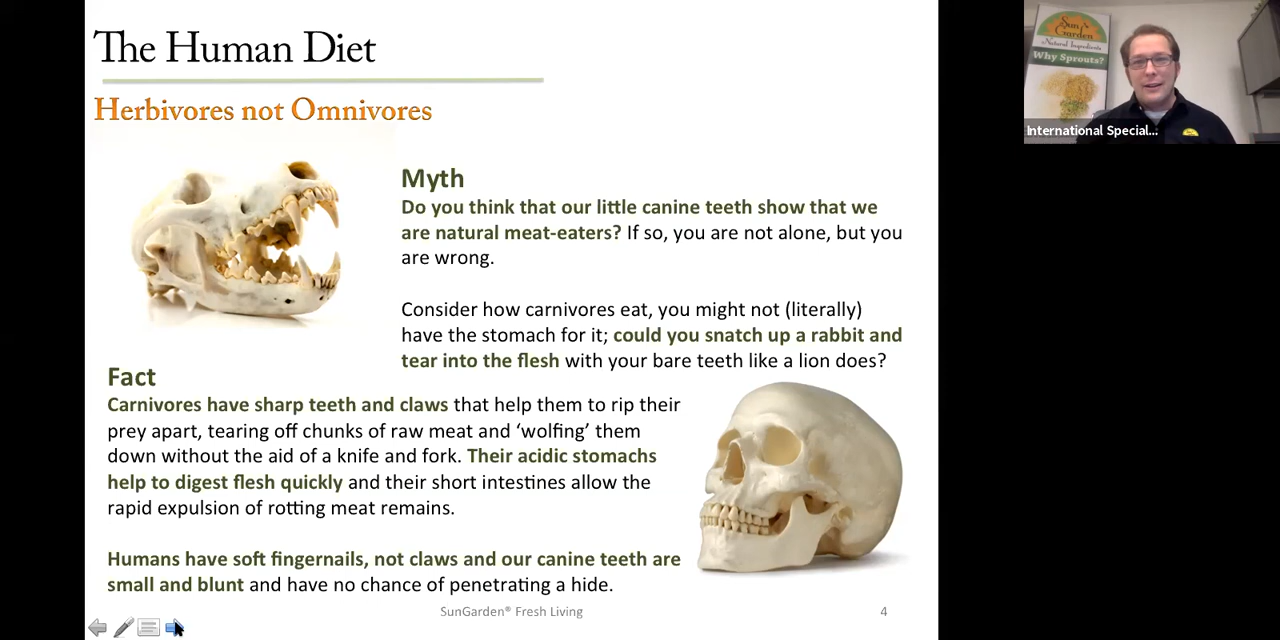 The Human Diet
Herbivores not Omnivores
Myth
Do you think that our little canine teeth show that we
are natural meat-eaters? If so, you are not alone, but you
are wrong.
Consider how carnivores eat, you might not (literally)
have the stomach for it; could you snatch up a rabbit and
tear into the flesh with your bare teeth like a lion does?
Fact
Carnivores have sharp teeth and claws that help them to rip their
prey apart, tearing off chunks of raw meat and ‘wolfing’ them
down without the aid of a knife and fork. Their acidic stomachs
help to digest flesh quickly and their short intestines allow the
rapid expulsion of rotting meat remains.
Humans have soft fingernails, not claws and our canine teeth are
small and blunt and have no chance of penetrating a hide.
SunGarden® Fresh Living
4
Sun
Garden
Natural Ingredients
Why Sprouts?
International Special...